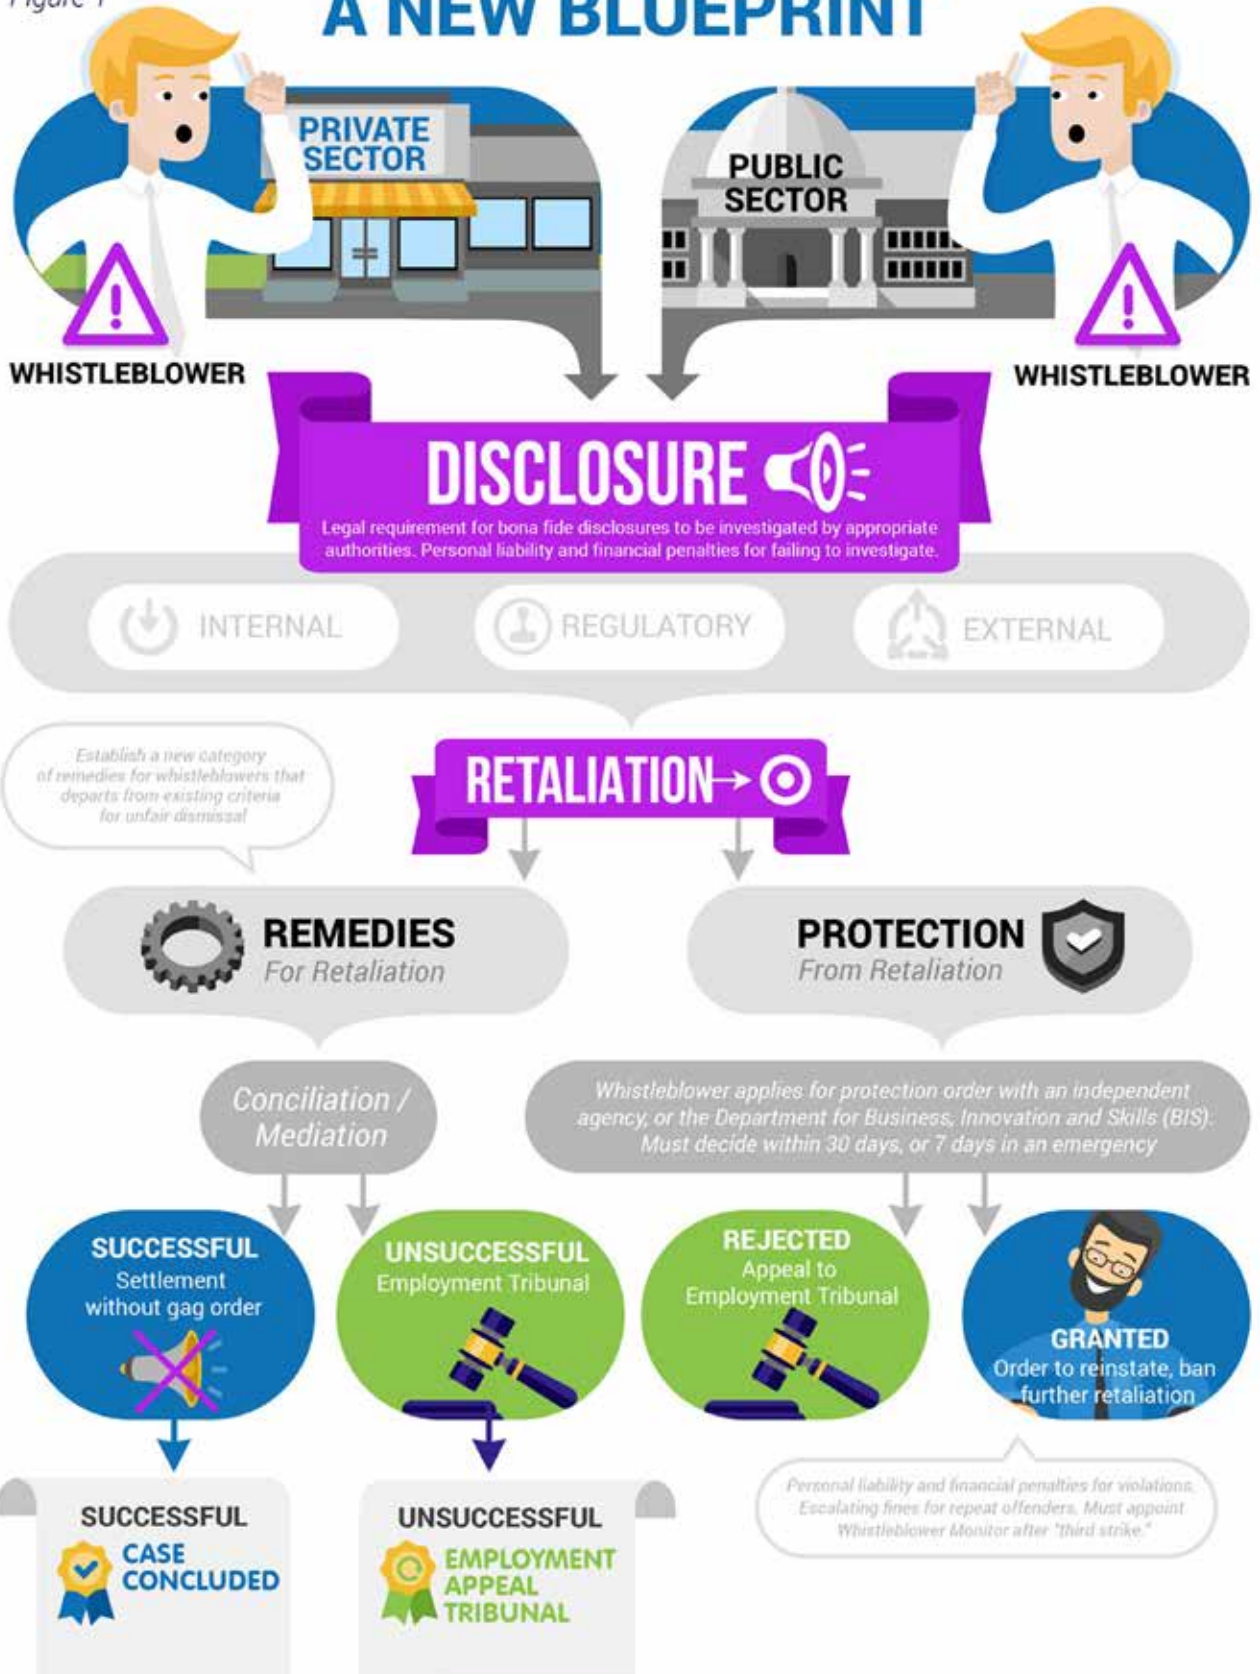 Figure 1
A NEW BLUEPRINT
PRIVATE
SECTOR
PUBLIC
SECTOR
WHISTLEBLOWER
WHISTLEBLOWER
DISCLOSURE
Legal requirement for bona fide disclosures to be investigated by appropriate
authorities. Personal liability and financial penalties for failing to investigate.
INTERNAL
REGULATORY
EXTERNAL
Establish a new category
of remedies for whistleblowers that
departs from existing criteria
for unfair dismissal
RETALIATION
REMEDIES
For Retaliation
PROTECTION
From Retaliation
Conciliation /
Mediation
Whistleblower applies for protection order with an independent
agency, or the Department for Business, Innovation and Skills (BIS).
Must decide within 30 days, or 7 days in an emergency
SUCCESSFUL
Settlement
without gag order
UNSUCCESSFUL
Employment Tribunal
REJECTED
Appeal to
Employment Tribunal
GRANTED
Order to reinstate, ban
further retaliation
Personal liability and financial penalties for violations.
Escalating fines for repeat offenders. Must appoint
Whistleblower Monitor after "third strike."
SUCCESSFUL
CASE
CONCLUDED
UNSUCCESSFUL
EMPLOYMENT
APPEAL
TRIBUNAL